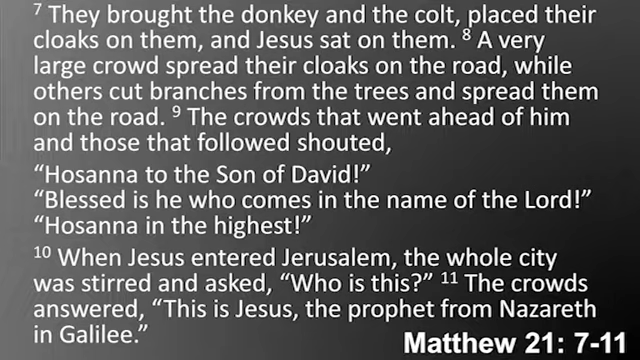 7 They brought the donkey and the colt, placed their
cloaks on them, and Jesus sat on them. 8 A very
large crowd spread their cloaks on the road, while
others cut branches from the trees and spread them
on the road. 9 The crowds that went ahead of him
and those that followed shouted,
“Hosanna to the Son of David!”
“Blessed is he who comes in the name of the Lord!”
“Hosanna in the highest!”
10 When Jesus entered Jerusalem, the whole city
was stirred and asked, “Who is this?” 11 The crowds
answered, “This is Jesus, the prophet from Nazareth
in Galilee.”
Matthew 21: 7-11